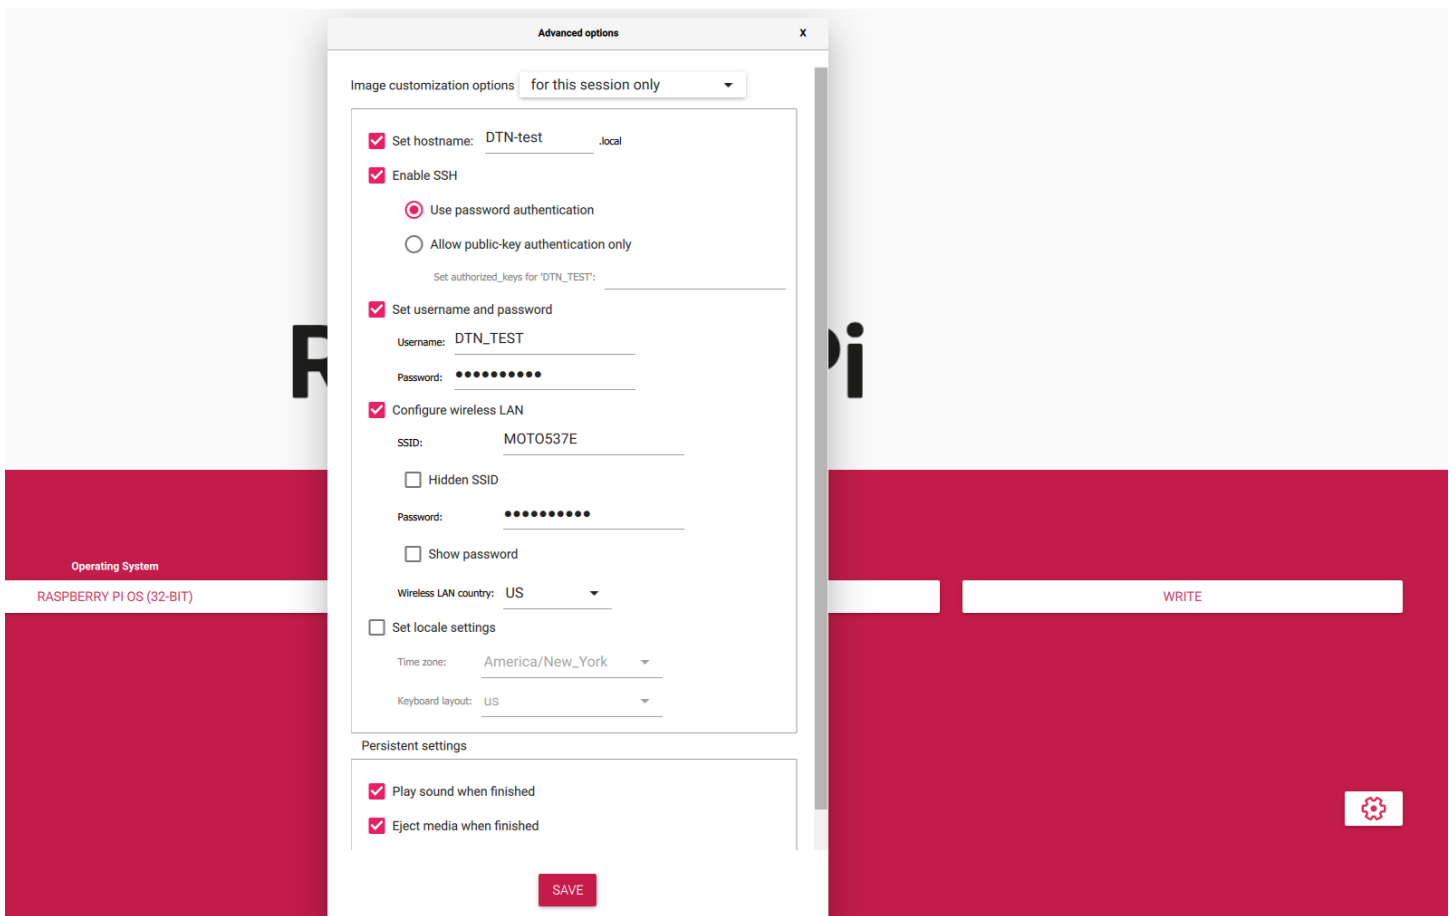 Advanced options X
Image customization options for this session only
Set hostname: DTN-test .local
Enable SSH
Use password authentication
Allow public-key authentication only
Set authorized_keys for 'DTN_TEST':
Set username and password
Username: DTN_TEST
Password: ●●●●●●●●●●
Configure wireless LAN
SSID: MOTO537E
Hidden SSID
Password: ●●●●●●●●●●
Show password
Wireless LAN country: US
Set locale settings
Time zone: America/New_York
Keyboard layout: us
Persistent settings
Play sound when finished
Eject media when finished
SAVE
R Pi
Operating System
RASPBERRY PI OS (32-BIT)
WRITE